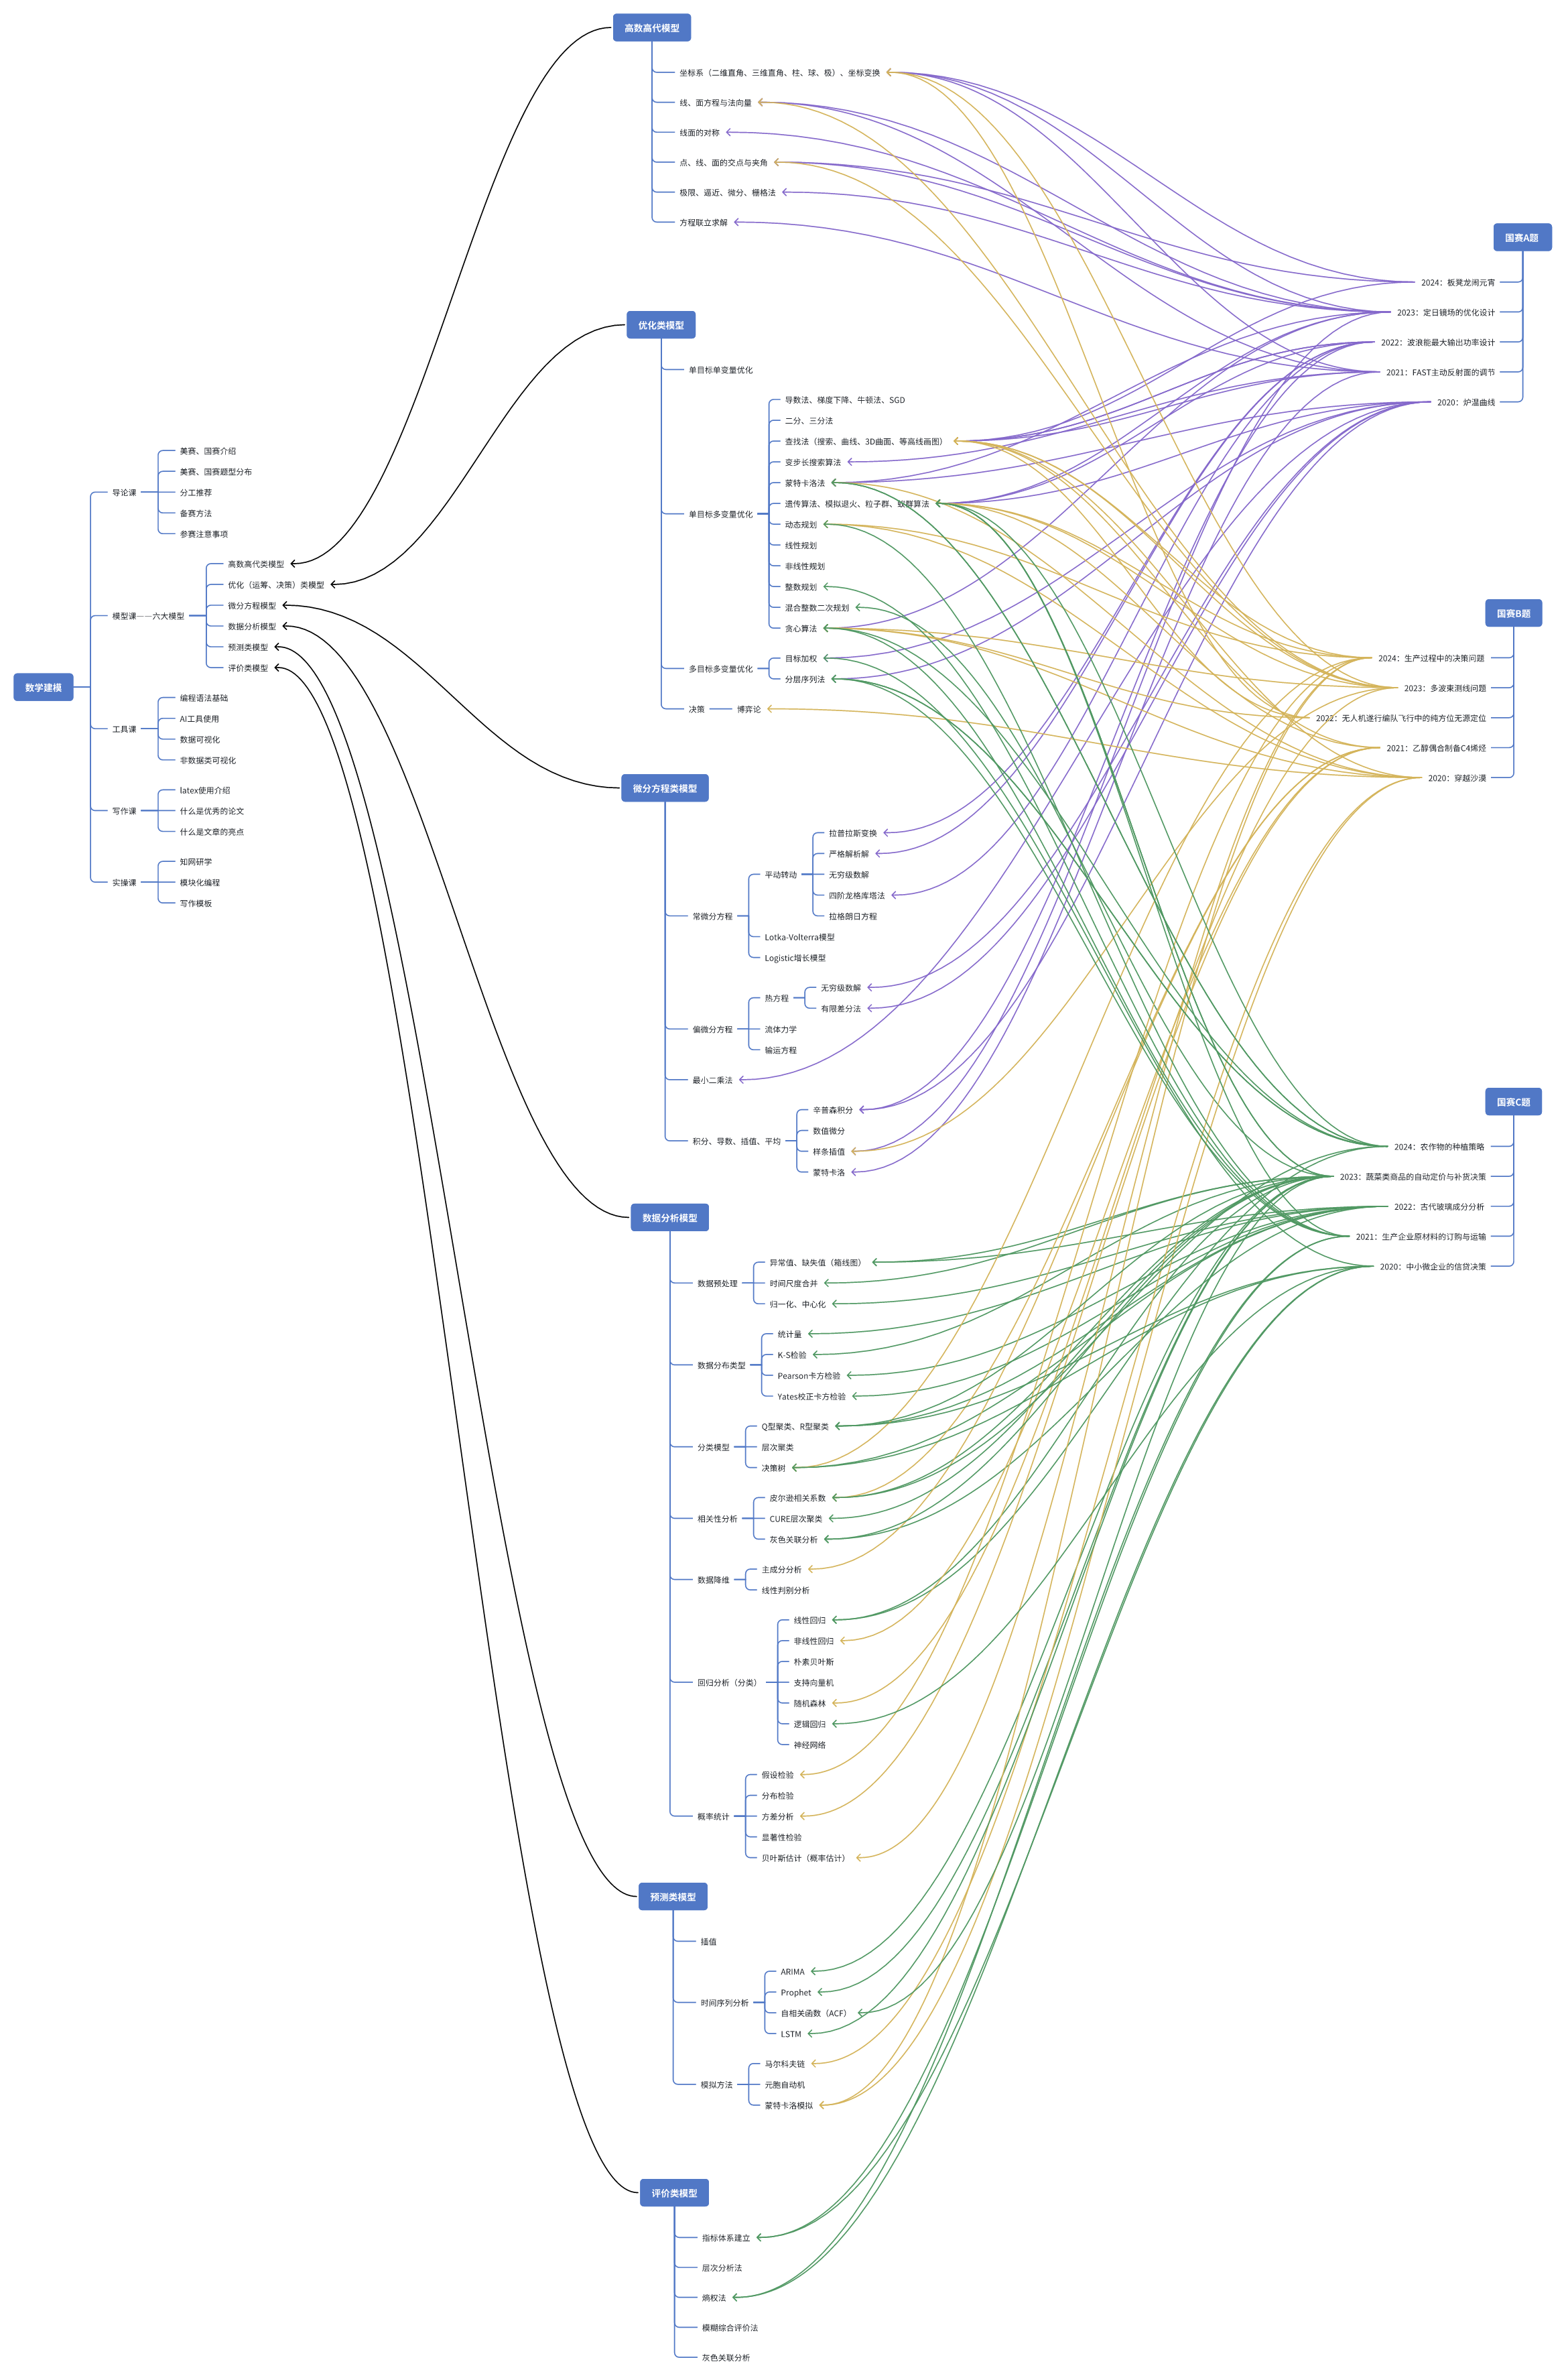 数学建模
导论课
美赛、国赛介绍
美赛、国赛题型分布
分工推荐
备赛方法
参赛注意事项
模型课——六大模型
高数高代类模型
优化（运筹、决策）类模型
微分方程模型
数据分析模型
预测类模型
评价类模型
工具课
编程语法基础
AI工具使用
数据可视化
非数据类可视化
写作课
latex使用介绍
什么是优秀的论文
什么是文章的亮点
实操课
知网研学
模块化编程
写作模板
高数高代模型
坐标系（二维直角、三维直角、柱、球、极）、坐标变换
线、面方程与法向量
线面的对称
点、线、面的交点与夹角
极限、逼近、微分、栅格法
方程联立求解
优化类模型
单目标单变量优化
单目标多变量优化
导数法、梯度下降、牛顿法、SGD
二分、三分法
查找法（搜索、曲线、3D曲面、等高线画图）
变步长搜索算法
蒙特卡洛法
遗传算法、模拟退火、粒子群、蚁群算法
动态规划
线性规划
非线性规划
整数规划
混合整数二次规划
贪心算法
多目标多变量优化
目标加权
分层序列法
决策
博弈论
微分方程类模型
常微分方程
平动转动
拉普拉斯变换
严格解析解
无穷级数解
四阶龙格库塔法
拉格朗日方程
Lotka-Volterra模型
Logistic增长模型
偏微分方程
热方程
无穷级数解
有限差分法
流体力学
输运方程
最小二乘法
积分、导数、插值、平均
辛普森积分
数值微分
样条插值
蒙特卡洛
数据分析模型
数据预处理
异常值、缺失值（箱线图）
时间尺度合并
归一化、中心化
数据分布类型
统计量
K-S检验
Pearson卡方检验
Yates校正卡方检验
分类模型
Q型聚类、R型聚类
层次聚类
决策树
相关性分析
皮尔逊相关系数
CURE层次聚类
灰色关联分析
数据降维
主成分分析
线性判别分析
回归分析（分类）
线性回归
非线性回归
朴素贝叶斯
支持向量机
随机森林
逻辑回归
神经网络
概率统计
假设检验
分布检验
方差分析
显著性检验
贝叶斯估计（概率估计）
预测类模型
插值
时间序列分析
ARIMA
Prophet
自相关函数（ACF）
LSTM
模拟方法
马尔科夫链
元胞自动机
蒙特卡洛模拟
评价类模型
指标体系建立
层次分析法
熵权法
模糊综合评价法
灰色关联分析
国赛A题
2024：板凳龙闹元宵
2023：定日镜场的优化设计
2022：波浪能最大输出功率设计
2021：FAST主动反射面的调节
2020：炉温曲线
国赛B题
2024：生产过程中的决策问题
2023：多波束测线问题
2022：无人机遂行编队飞行中的纯方位无源定位
2021：乙醇偶合制备C4烯烃
2020：穿越沙漠
国赛C题
2024：农作物的种植策略
2023：蔬菜类商品的自动定价与补货决策
2022：古代玻璃成分分析
2021：生产企业原材料的订购与运输
2020：中小微企业的信贷决策